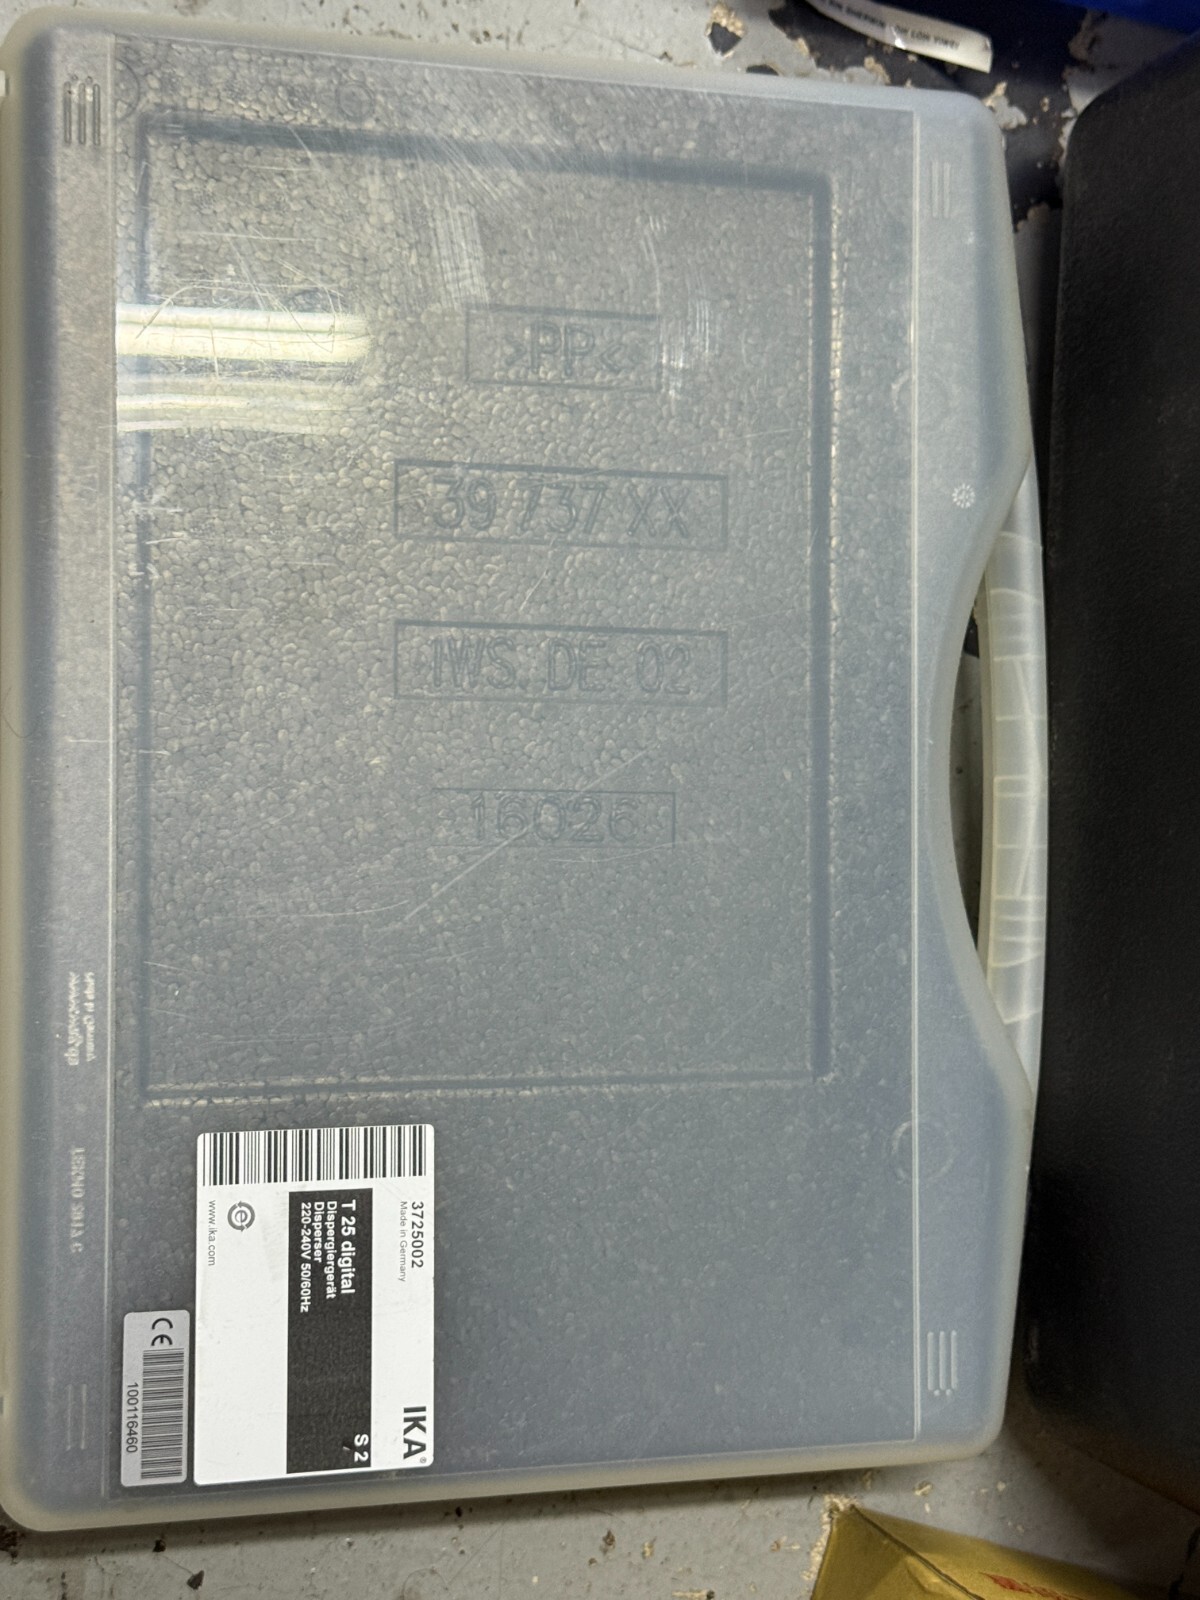 >PP<
39 737 XX
IWS. DE. 02
16026
3725002
Made in Germany
IKA®
T 25 digital
S 2
Dispergiergerät
Disperser
220-240V 50/60Hz
www.ika.com
CE
100116460